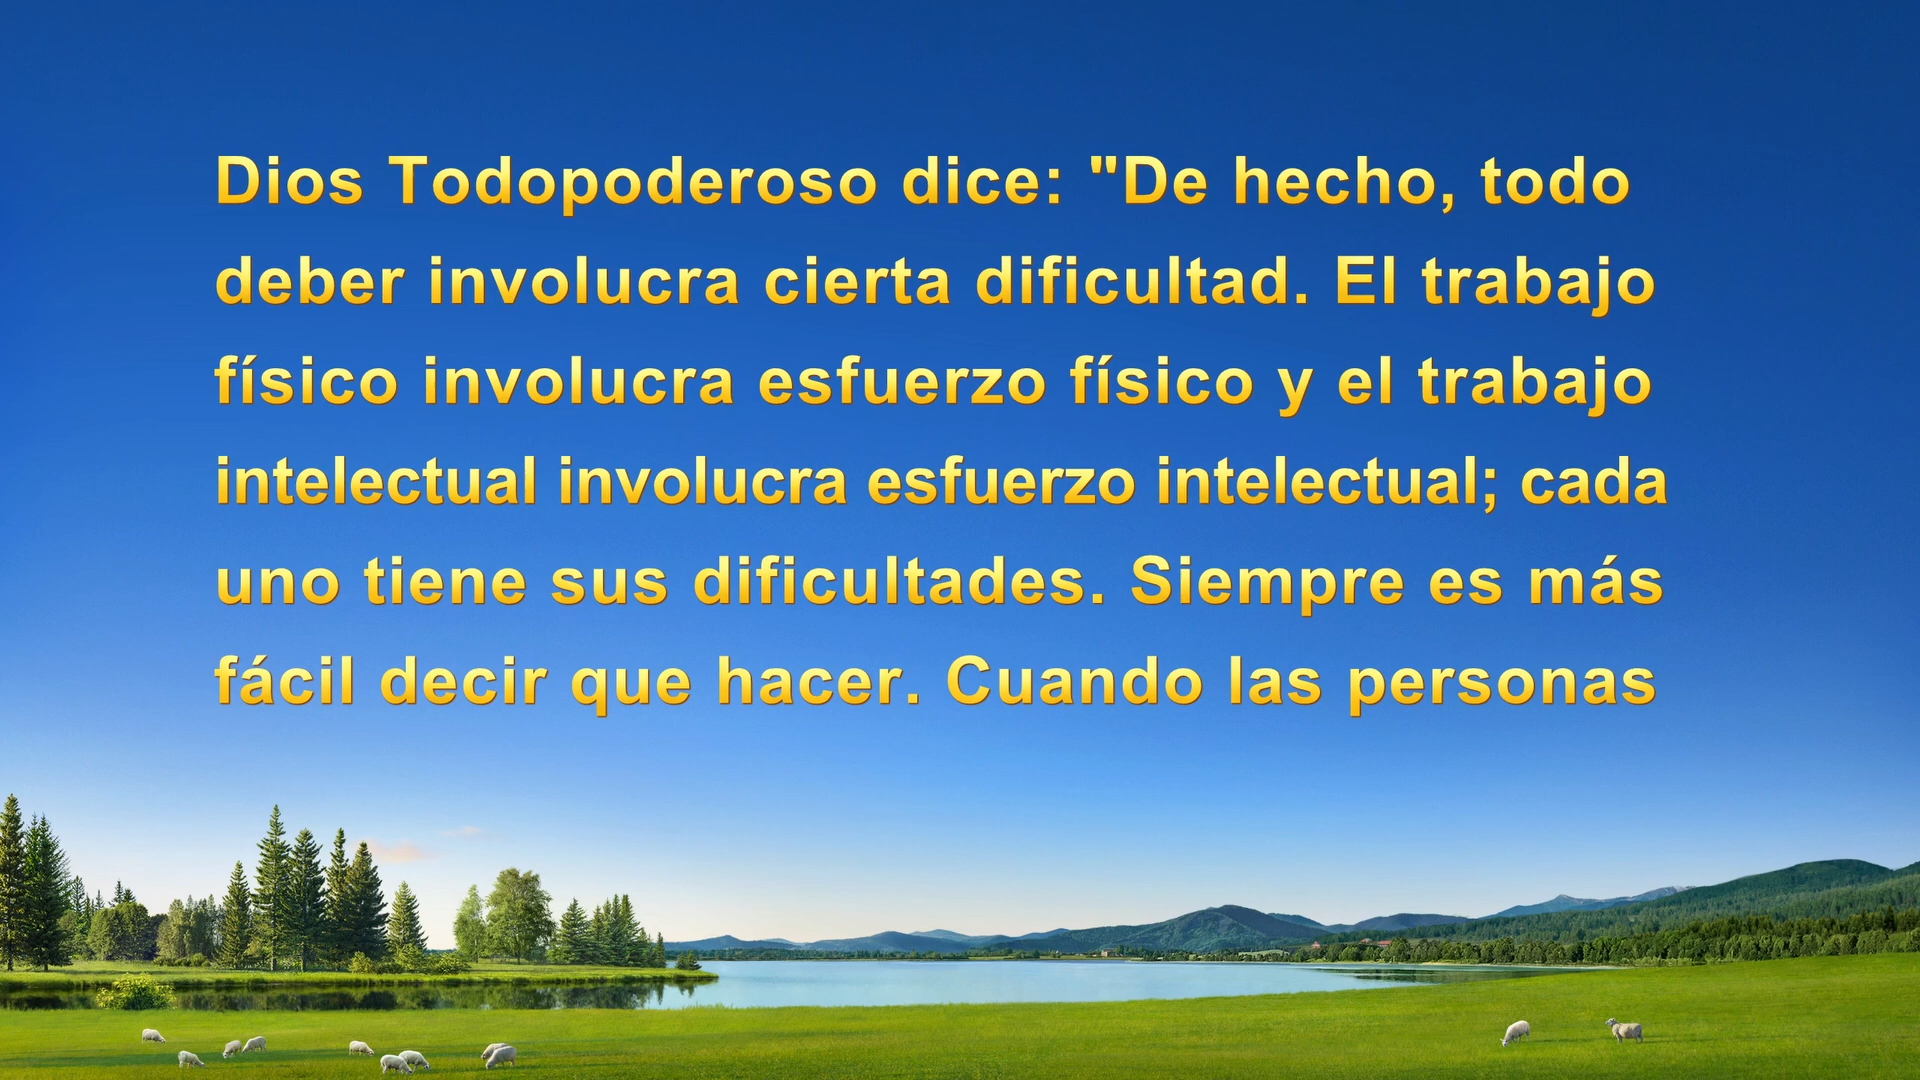 Dios Todopoderoso dice: "De hecho, todo
deber involucra cierta dificultad. El trabajo
físico involucra esfuerzo físico y el trabajo
intelectual involucra esfuerzo intelectual; cada
uno tiene sus dificultades. Siempre es más
fácil decir que hacer. Cuando las personas